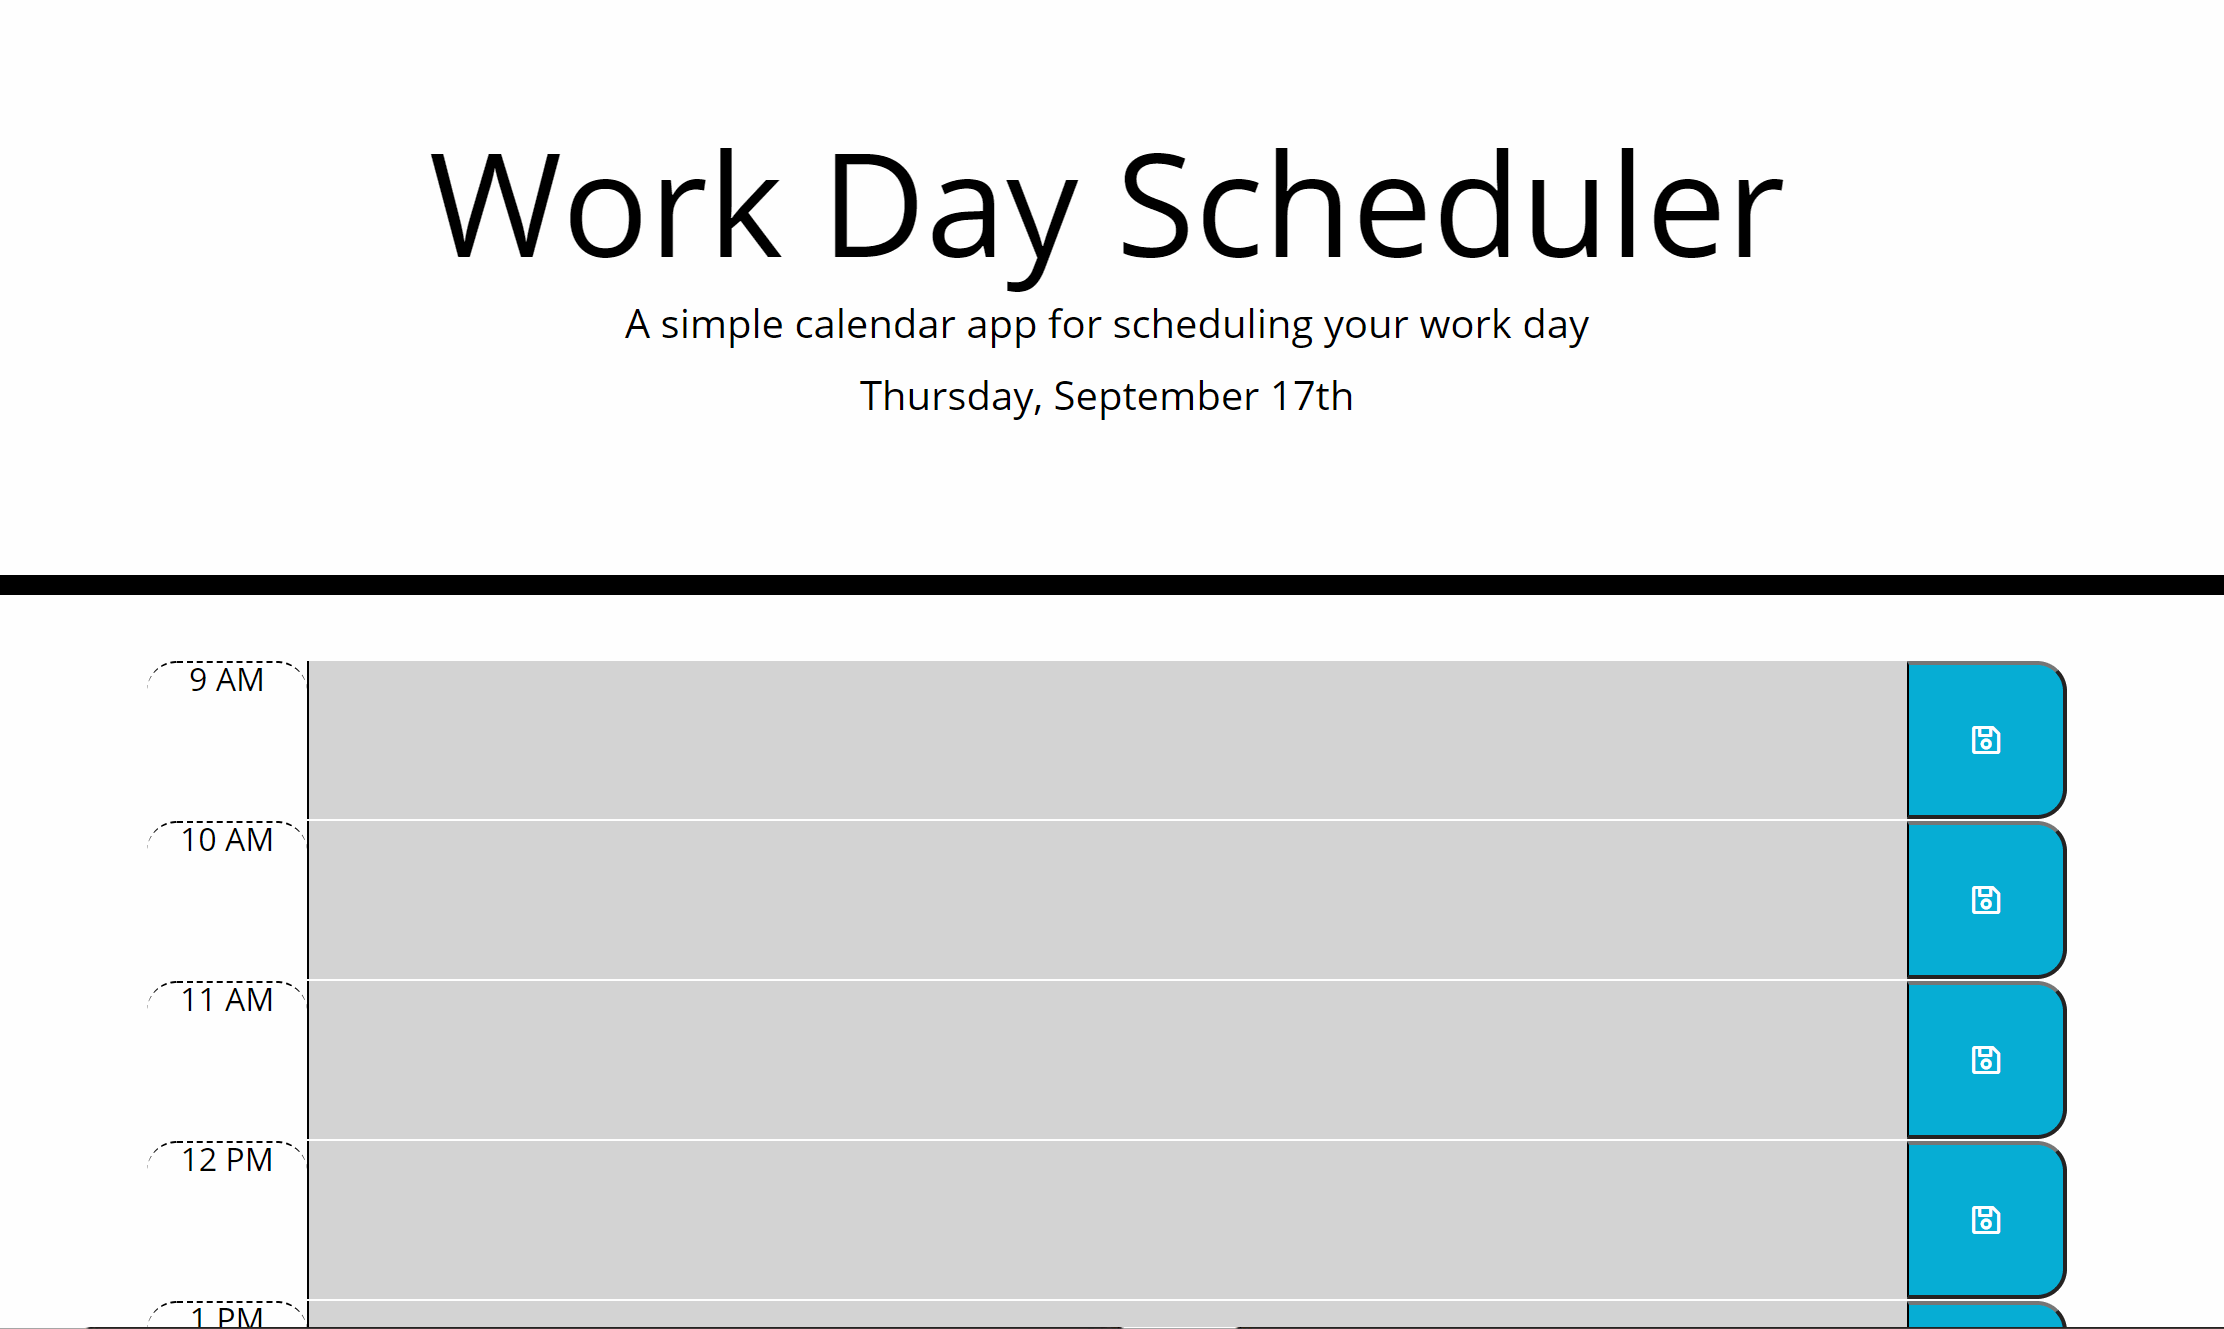 Work Day Scheduler
A simple calendar app for scheduling your work day
Thursday, September 17th
9 AM
10 AM
11 AM
12 PM
1 PM